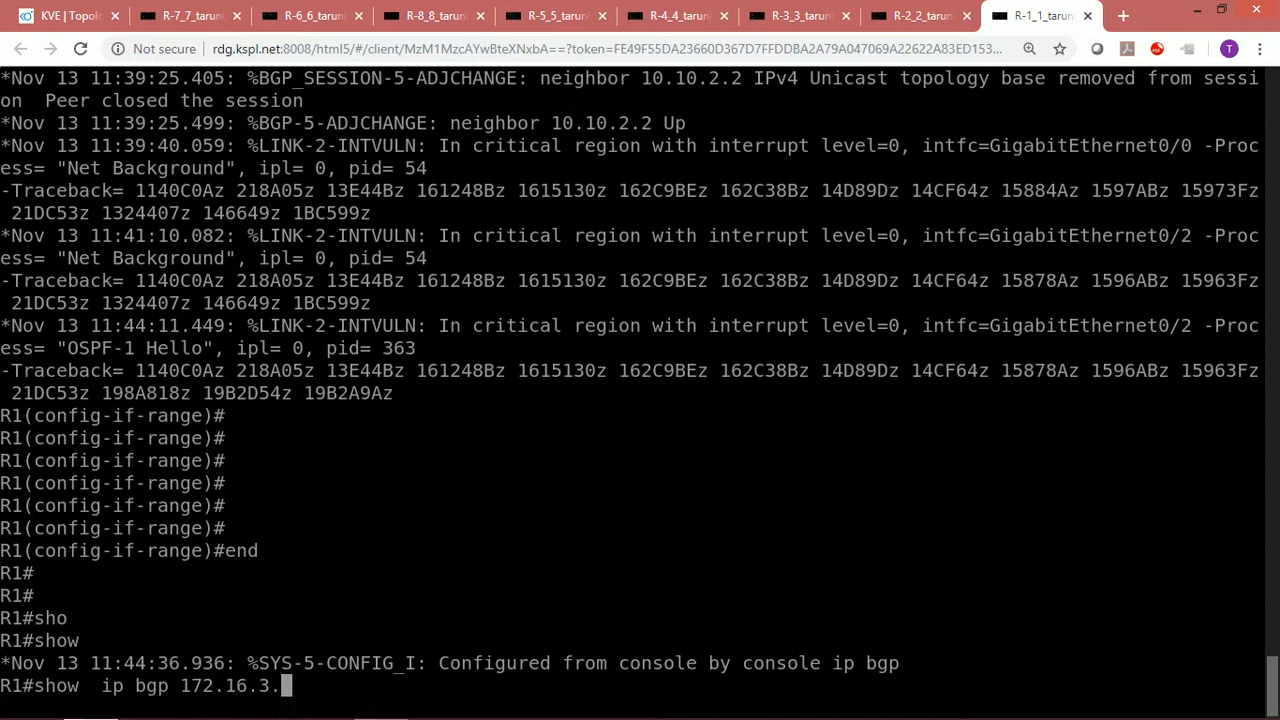 KVE | Topolo
R-7_7_tarun
R-6_6_tarun
R-8_8_tarun
R-5_5_tarun
R-4_4_tarun
R-3_3_tarun
R-2_2_tarun
R-1_1_tarun
Not secure rdg.kspl.net:8008/html5/#/client/MzM1MzcAYwBteXNxbA==?token=FE49F55DA23660D367D7FFDDBA2A79A047069A22622A83ED153...
T
*Nov 13 11:39:25.405: %BGP_SESSION-5-ADJCHANGE: neighbor 10.10.2.2 IPv4 Unicast topology base removed from sessi
on  Peer closed the session
*Nov 13 11:39:25.499: %BGP-5-ADJCHANGE: neighbor 10.10.2.2 Up
*Nov 13 11:39:40.059: %LINK-2-INTVULN: In critical region with interrupt level=0, intfc=GigabitEthernet0/0 -Proc
ess= "Net Background", ipl= 0, pid= 54
-Traceback= 1140C0Az 218A05z 13E44Bz 161248Bz 1615130z 162C9BEz 162C38Bz 14D89Dz 14CF64z 15884Az 1597ABz 15973Fz
21DC53z 1324407z 146649z 1BC599z
*Nov 13 11:41:10.082: %LINK-2-INTVULN: In critical region with interrupt level=0, intfc=GigabitEthernet0/2 -Proc
ess= "Net Background", ipl= 0, pid= 54
-Traceback= 1140C0Az 218A05z 13E44Bz 161248Bz 1615130z 162C9BEz 162C38Bz 14D89Dz 14CF64z 15878Az 1596ABz 15963Fz
21DC53z 1324407z 146649z 1BC599z
*Nov 13 11:44:11.449: %LINK-2-INTVULN: In critical region with interrupt level=0, intfc=GigabitEthernet0/2 -Proc
ess= "OSPF-1 Hello", ipl= 0, pid= 363
-Traceback= 1140C0Az 218A05z 13E44Bz 161248Bz 1615130z 162C9BEz 162C38Bz 14D89Dz 14CF64z 15878Az 1596ABz 15963Fz
21DC53z 198A818z 19B2D54z 19B2A9Az
R1(config-if-range)#
R1(config-if-range)#
R1(config-if-range)#
R1(config-if-range)#
R1(config-if-range)#
R1(config-if-range)#
R1(config-if-range)#end
R1#
R1#
R1#sho
R1#show
*Nov 13 11:44:36.936: %SYS-5-CONFIG_I: Configured from console by console ip bgp
R1#show  ip bgp 172.16.3.